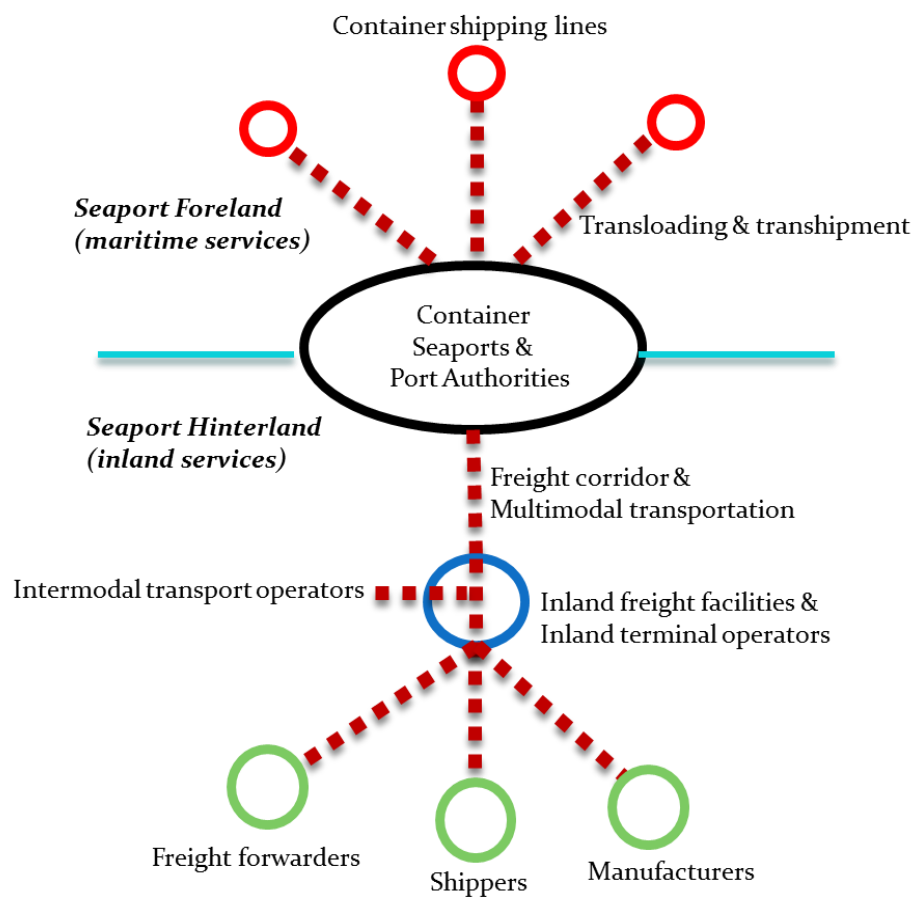 Container shipping lines
Seaport Foreland
(maritime services)
Transloading & transhipment
Container
Seaports &
Port Authorities
Seaport Hinterland
(inland services)
Freight corridor &
Multimodal transportation
Intermodal transport operators
Inland freight facilities &
Inland terminal operators
Freight forwarders
Shippers
Manufacturers